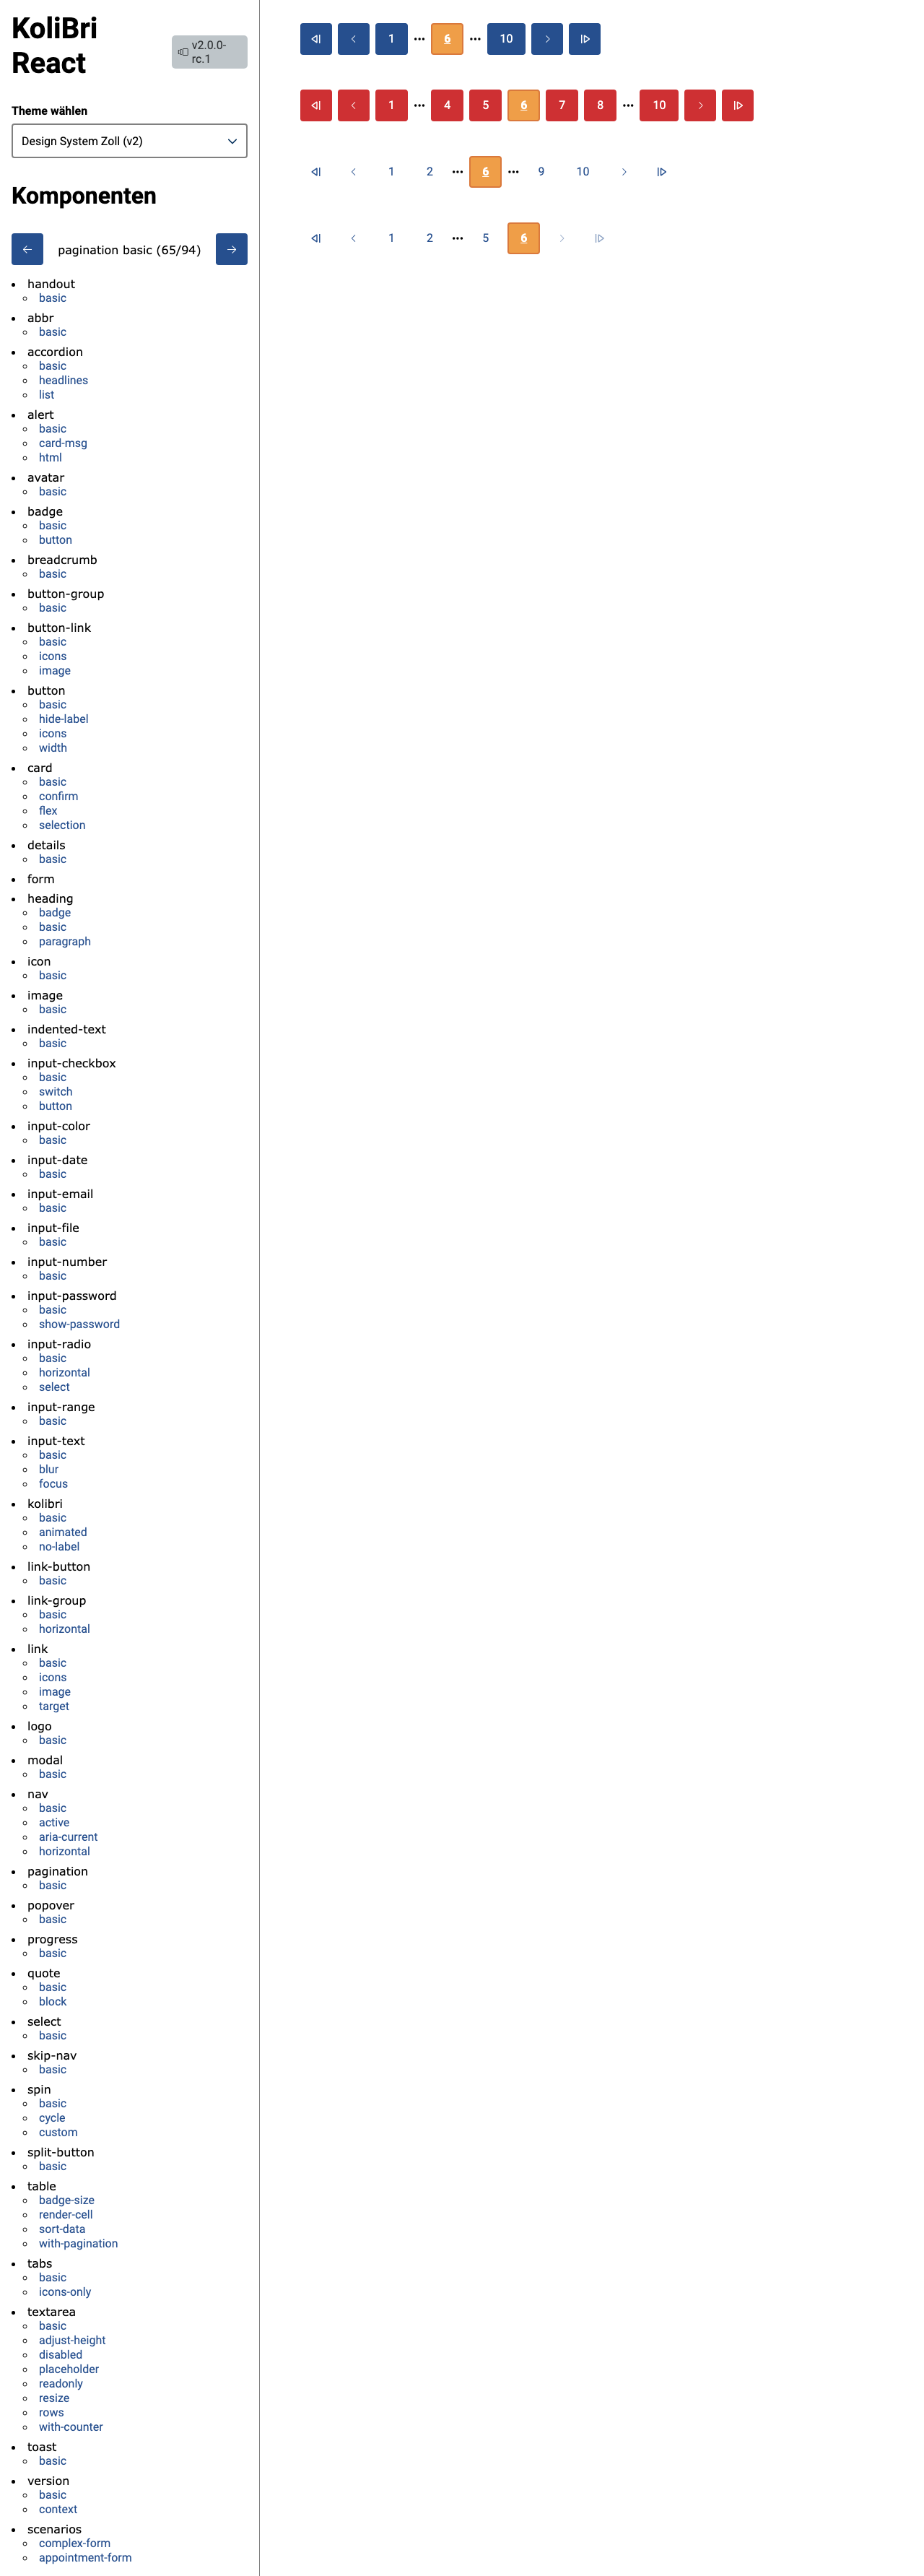 KoliBri
React
v2.0.0-
rc.1
Theme wählen
Design System Zoll (v2)
Komponenten
pagination basic (65/94)
handout
basic
abbr
basic
accordion
basic
headlines
list
alert
basic
card-msg
html
avatar
basic
badge
basic
button
breadcrumb
basic
button-group
basic
button-link
basic
icons
image
button
basic
hide-label
icons
width
card
basic
confirm
flex
selection
details
basic
form
heading
badge
basic
paragraph
icon
basic
image
basic
indented-text
basic
input-checkbox
basic
switch
button
input-color
basic
input-date
basic
input-email
basic
input-file
basic
input-number
basic
input-password
basic
show-password
input-radio
basic
horizontal
select
input-range
basic
input-text
basic
blur
focus
kolibri
basic
animated
no-label
link-button
basic
link-group
basic
horizontal
link
basic
icons
image
target
logo
basic
modal
basic
nav
basic
active
aria-current
horizontal
pagination
basic
popover
basic
progress
basic
quote
basic
block
select
basic
skip-nav
basic
spin
basic
cycle
custom
split-button
basic
table
badge-size
render-cell
sort-data
with-pagination
tabs
basic
icons-only
textarea
basic
adjust-height
disabled
placeholder
readonly
resize
rows
with-counter
toast
basic
version
basic
context
scenarios
complex-form
appointment-form
1 ••• 6 ••• 10
1 ••• 4 5 6 7 8 ••• 10
1 2 ••• 6 ••• 9 10
1 2 ••• 5 6